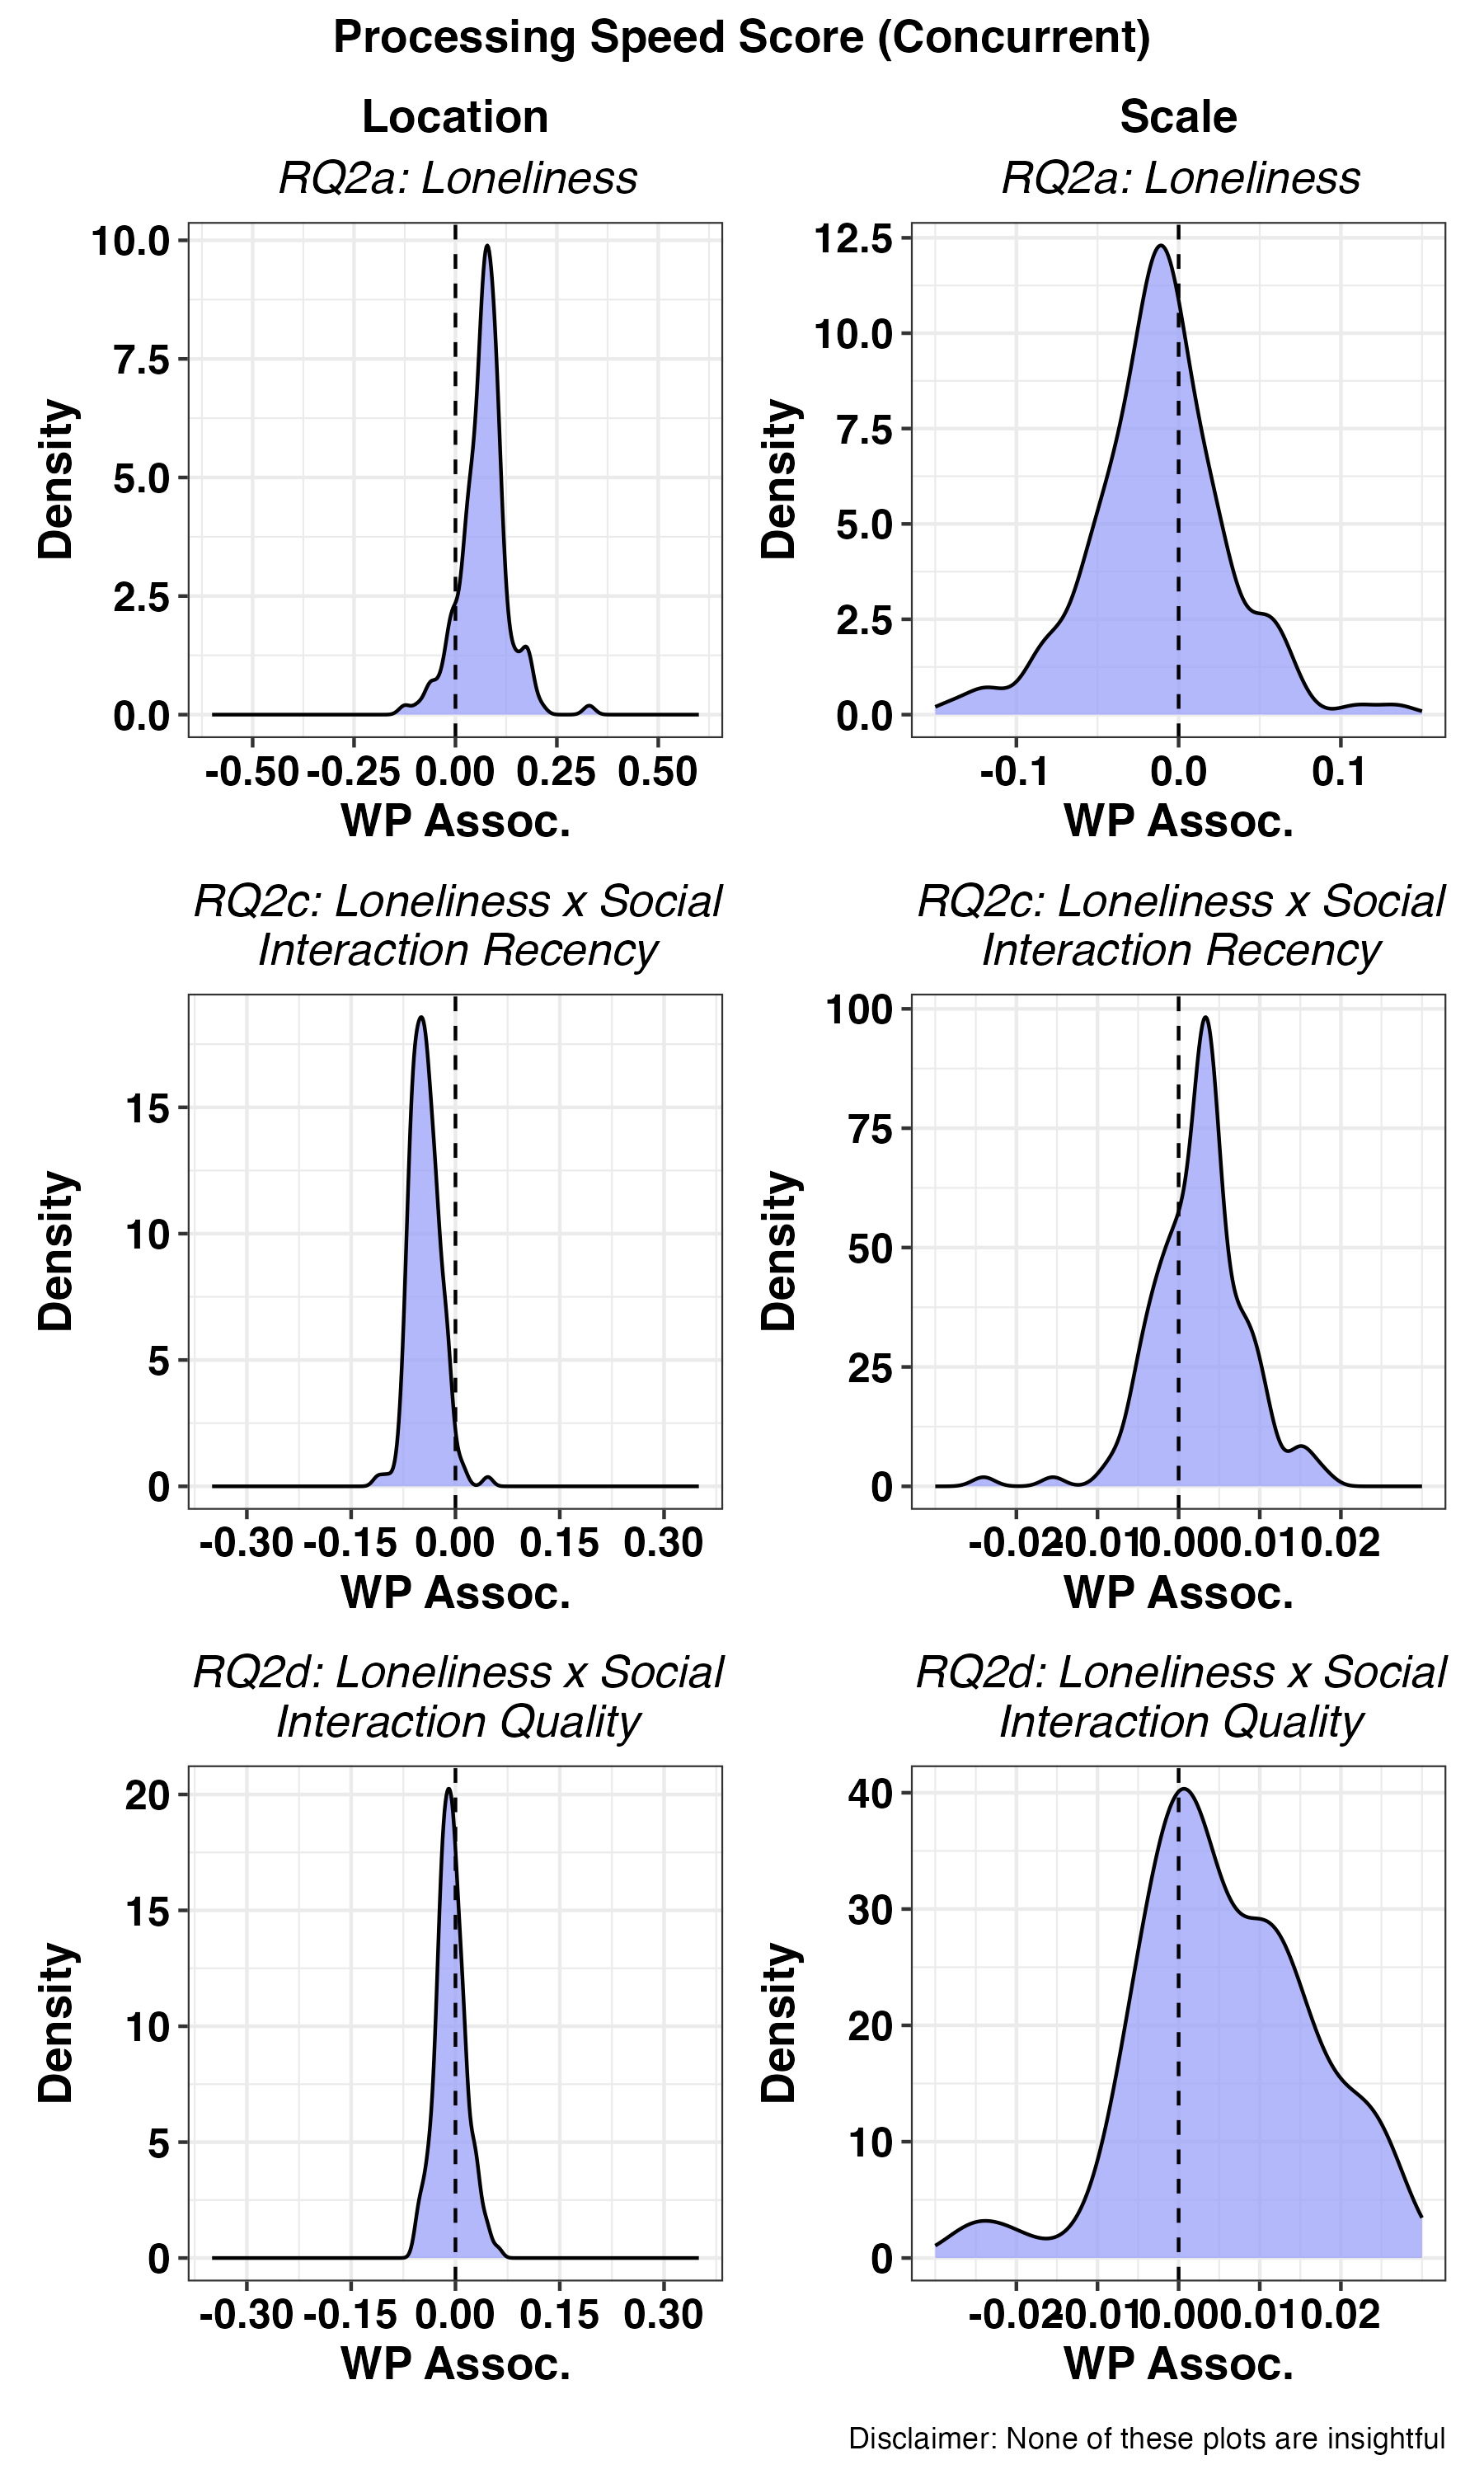 Processing Speed Score (Concurrent)
Location
Scale
RQ2a: Loneliness
10.0
7.5
5.0
2.5
0.0
Density
-0.50 -0.25 0.00 0.25 0.50
WP Assoc.
RQ2a: Loneliness
12.5
10.0
7.5
5.0
2.5
0.0
Density
-0.1 0.0 0.1
WP Assoc.
RQ2c: Loneliness x Social
Interaction Recency
15
10
5
0
Density
-0.30 -0.15 0.00 0.15 0.30
WP Assoc.
RQ2c: Loneliness x Social
Interaction Recency
100
75
50
25
0
Density
-0.02 -0.01 0.00 0.01 0.02
WP Assoc.
RQ2d: Loneliness x Social
Interaction Quality
20
15
10
5
0
Density
-0.30 -0.15 0.00 0.15 0.30
WP Assoc.
RQ2d: Loneliness x Social
Interaction Quality
40
30
20
10
0
Density
-0.02 -0.01 0.00 0.01 0.02
WP Assoc.
Disclaimer: None of these plots are insightful